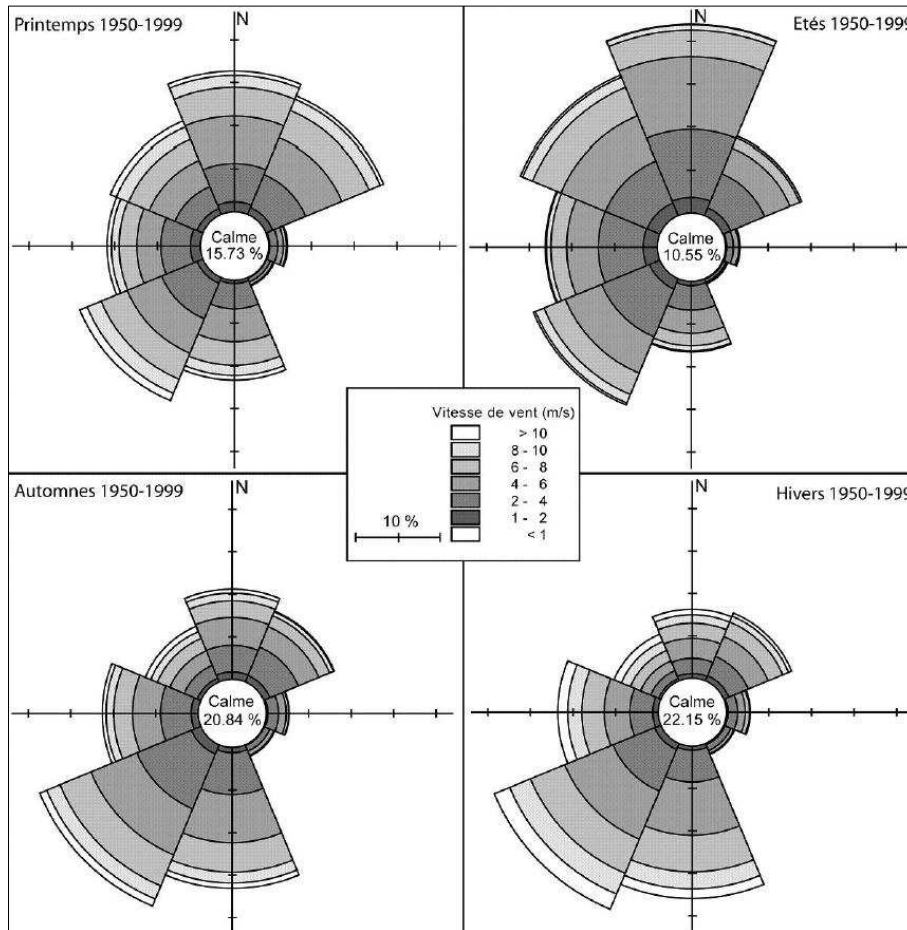 Printemps 1950-1999
N
Calme
15.73 %
N
Etés 1950-1999
Calme
10.55 %
Vitesse de vent (m/s)
> 10
8 - 10
6 - 8
4 - 6
2 - 4
1 - 2
< 1
10 %
Automnes 1950-1999
N
Calme
20.84 %
N
Hivers 1950-1999
Calme
22.15 %